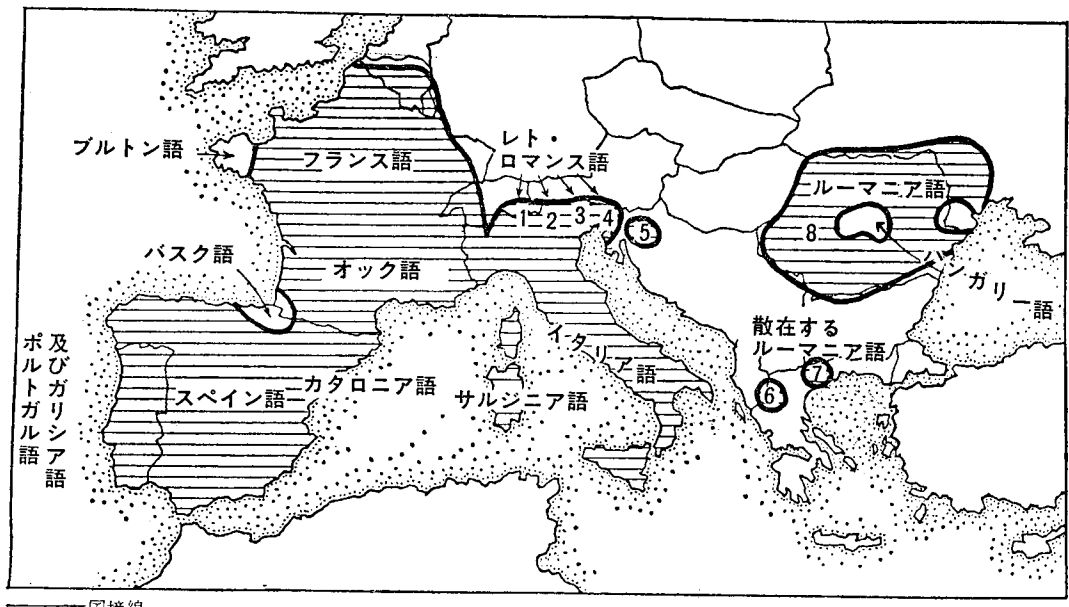 ブルトン語
フランス語
レト・
ロマンス語
1 2 3 4
5
ルーマニア語
8
ハンガリー語
バスク語
オック語
散在する
ルーマニア語
7
6
イタリア語
カタロニア語
サルジニア語
スペイン語
及びガリシア語
ポルトガル語